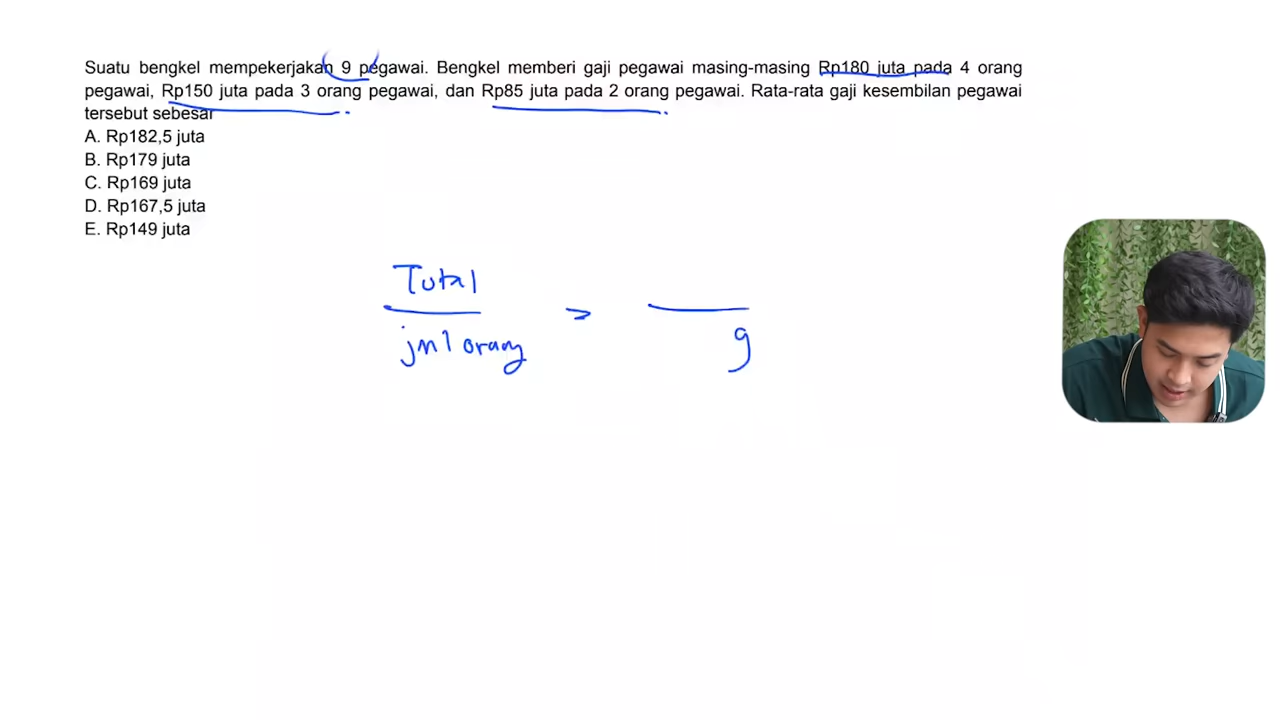 Suatu bengkel mempekerjakan 9 pegawai. Bengkel memberi gaji pegawai masing-masing Rp180 juta pada 4 orang
pegawai, Rp150 juta pada 3 orang pegawai, dan Rp85 juta pada 2 orang pegawai. Rata-rata gaji kesembilan pegawai
tersebut sebesar
A. Rp182,5 juta
B. Rp179 juta
C. Rp169 juta
D. Rp167,5 juta
E. Rp149 juta
Total
jml orang
9